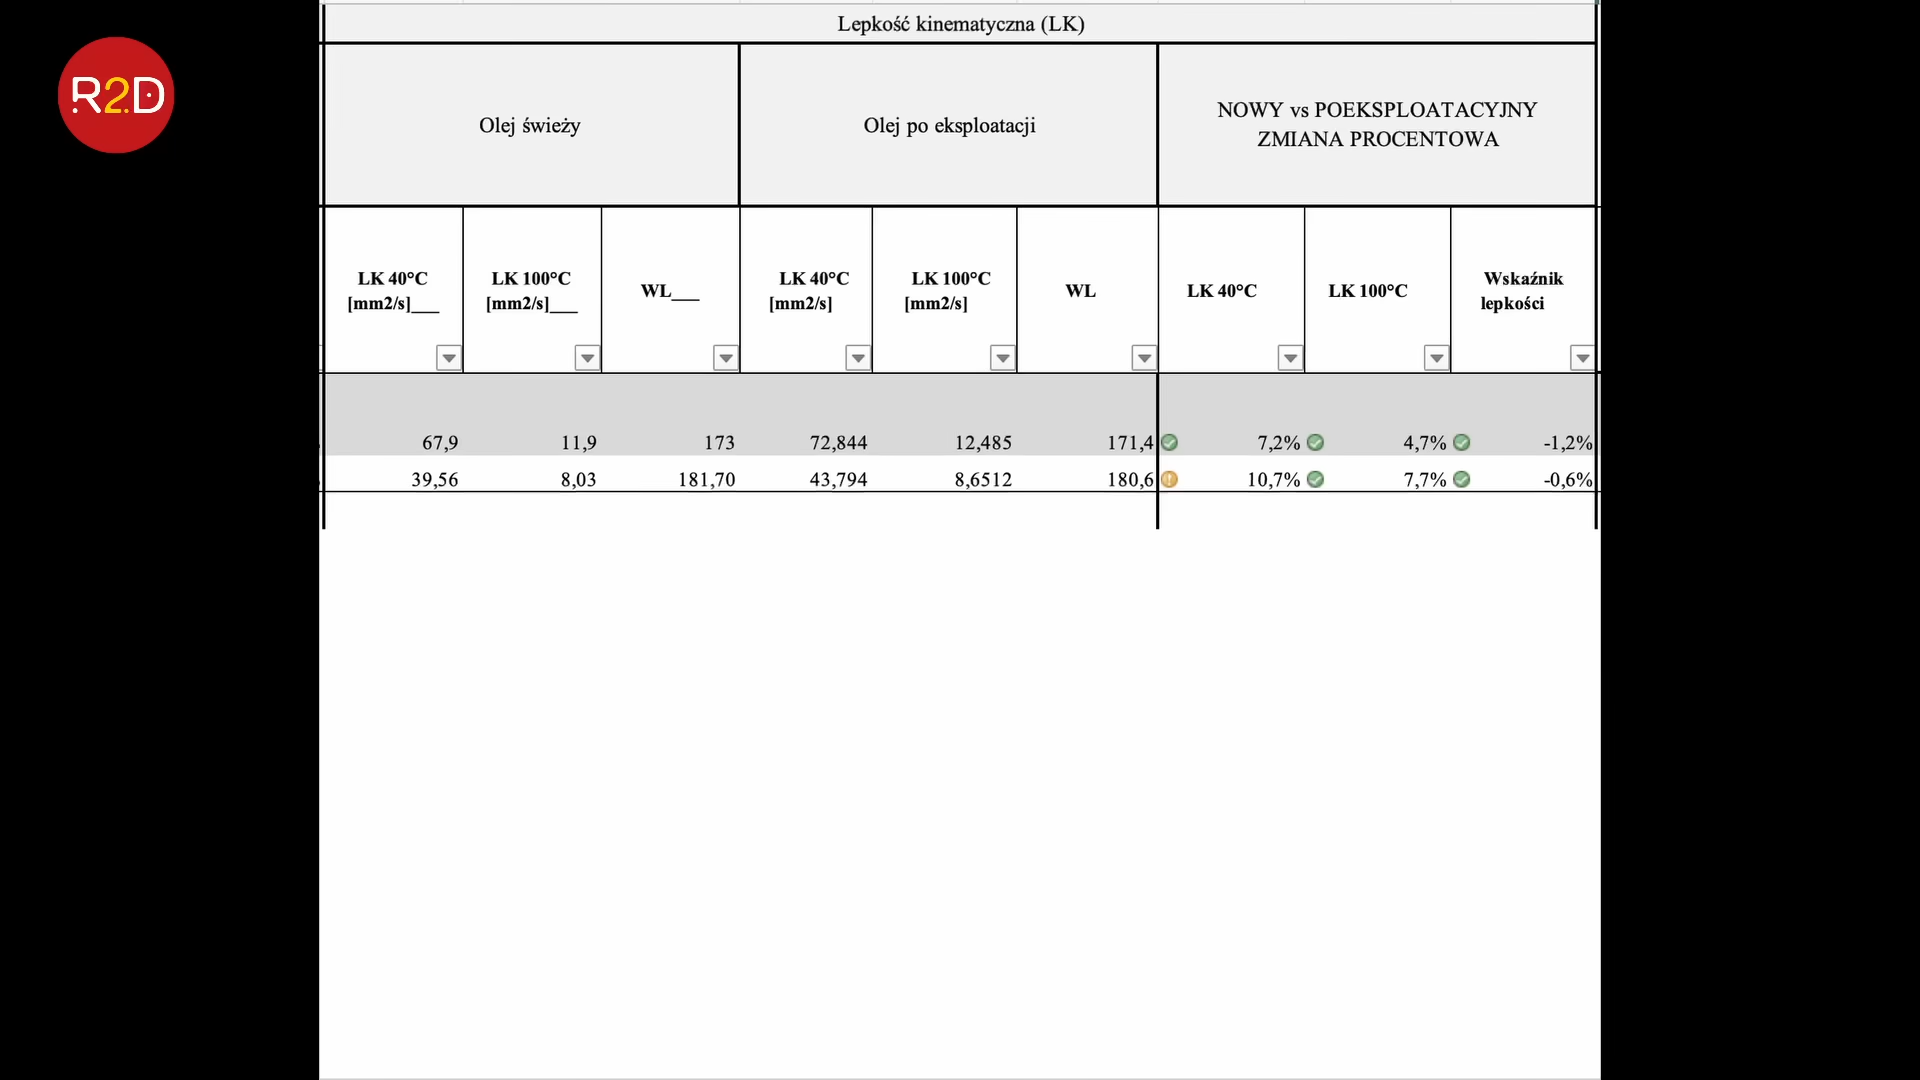 R2D
Lepkość kinematyczna (LK)
Olej świeży
Olej po eksploatacji
NOWY vs POEKSPLOATACYJNY
ZMIANA PROCENTOWA
LK 40°C
[mm2/s]___
LK 100°C
[mm2/s]___
WL___
LK 40°C
[mm2/s]
LK 100°C
[mm2/s]
WL
LK 40°C
LK 100°C
Wskaźnik
lepkości
67,9 11,9 173 72,844 12,485 171,4 7,2% 4,7% -1,2%
39,56 8,03 181,70 43,794 8,6512 180,6 10,7% 7,7% -0,6%